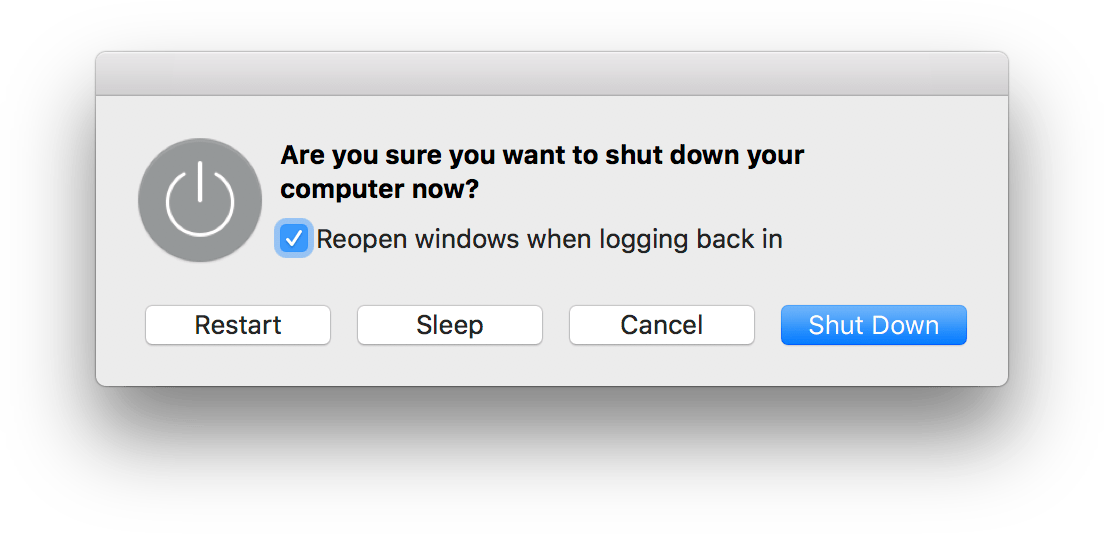 Are you sure you want to shut down your
computer now?
Reopen windows when logging back in
Restart
Sleep
Cancel
Shut Down